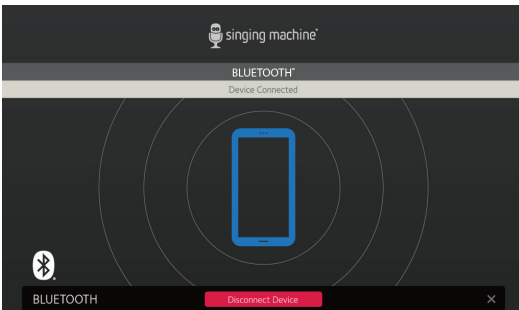 singing machine®
BLUETOOTH®
Device Connected
BLUETOOTH
Disconnect Device